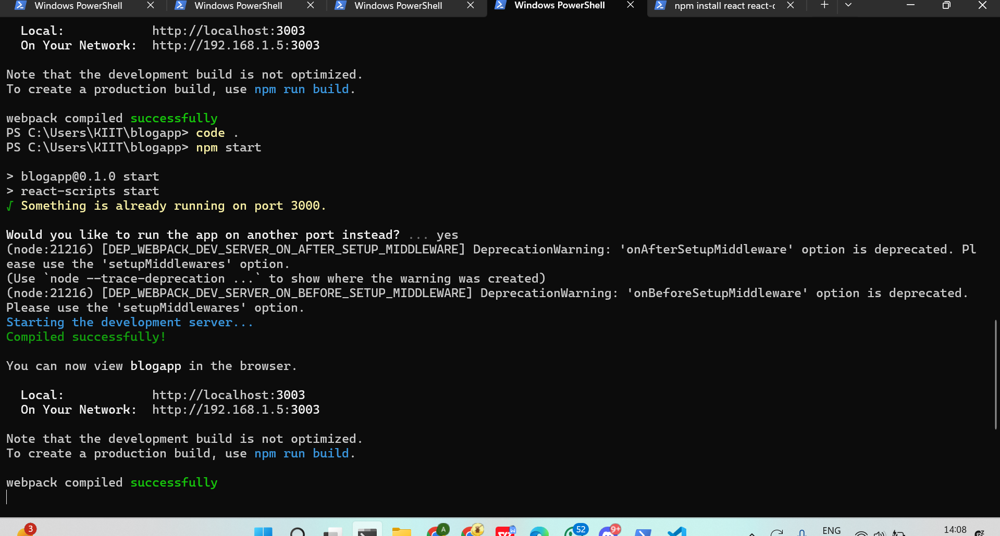 Windows PowerShell Windows PowerShell Windows PowerShell Windows PowerShell npm install react react-
Local: http://localhost:3003
On Your Network: http://192.168.1.5:3003
Note that the development build is not optimized.
To create a production build, use npm run build.
webpack compiled successfully
PS C:\Users\KIIT\blogapp> code .
PS C:\Users\KIIT\blogapp> npm start
> blogapp@0.1.0 start
> react-scripts start
√ Something is already running on port 3000.
Would you like to run the app on another port instead? ... yes
(node:21216) [DEP_WEBPACK_DEV_SERVER_ON_AFTER_SETUP_MIDDLEWARE] DeprecationWarning: 'onAfterSetupMiddleware' option is deprecated. Pl
ease use the 'setupMiddlewares' option.
(Use `node --trace-deprecation ...` to show where the warning was created)
(node:21216) [DEP_WEBPACK_DEV_SERVER_ON_BEFORE_SETUP_MIDDLEWARE] DeprecationWarning: 'onBeforeSetupMiddleware' option is deprecated.
Please use the 'setupMiddlewares' option.
Starting the development server...
Compiled successfully!
You can now view blogapp in the browser.
Local: http://localhost:3003
On Your Network: http://192.168.1.5:3003
Note that the development build is not optimized.
To create a production build, use npm run build.
webpack compiled successfully
3 A W 52 9+ ENG 14:08